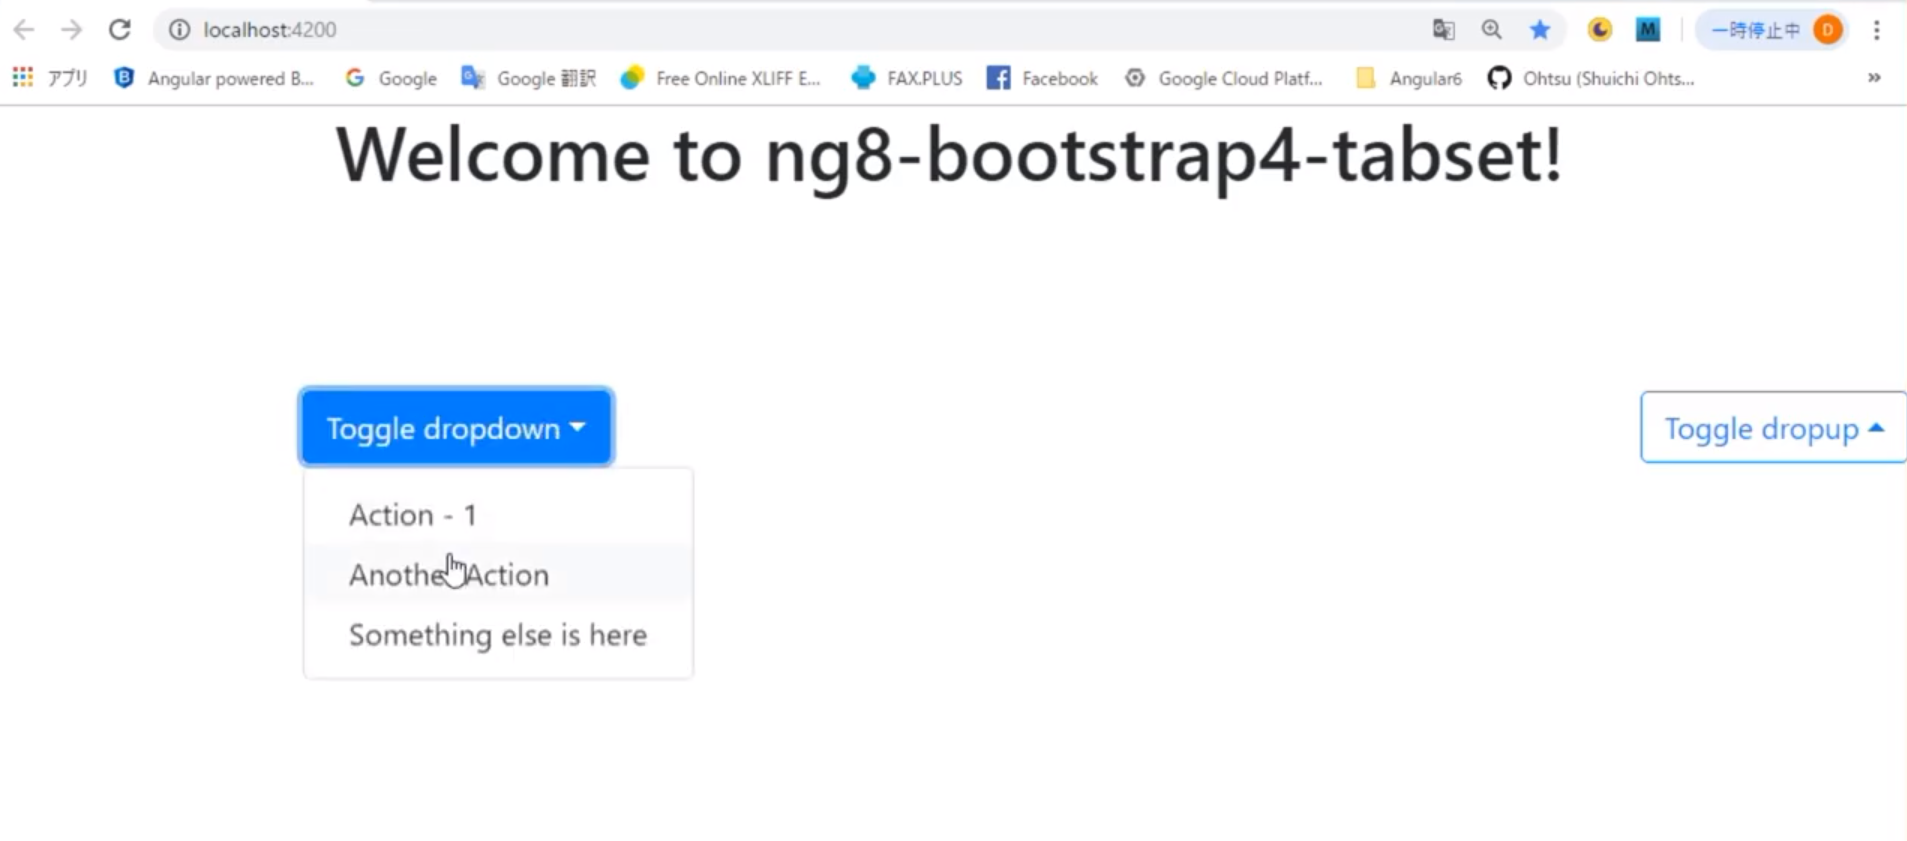 localhost:4200 一時停止中 D
アプリ Angular powered B... Google Google 翻訳 Free Online XLIFF E... FAX.PLUS Facebook Google Cloud Platf... Angular6 Ohtsu (Shuichi Ohts... »
Welcome to ng8-bootstrap4-tabset!
Toggle dropdown Toggle dropup
Action - 1
Another Action
Something else is here